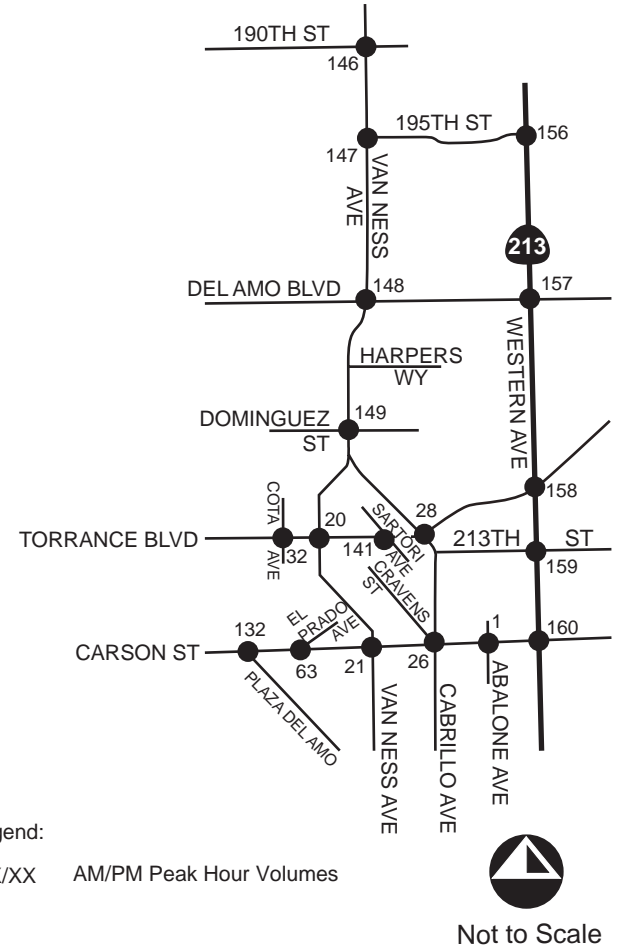 190TH ST
146
195TH ST
156
147
VAN NESS
AVE
213
DEL AMO BLVD
148
157
WESTERN AVE
HARPERS
WY
DOMINGUEZ
ST
149
158
COTA
AVE
20
28
SARTORI
AVE
TORRANCE BLVD
32
141
213TH
ST
159
CRAVENS
ST
EL
PRADO
AVE
132
1
160
CARSON ST
63
21
26
PLAZA DEL AMO
VAN NESS AVE
CABRILLO AVE
ABALONE AVE
gend:
/XX
AM/PM Peak Hour Volumes
Not to Scale